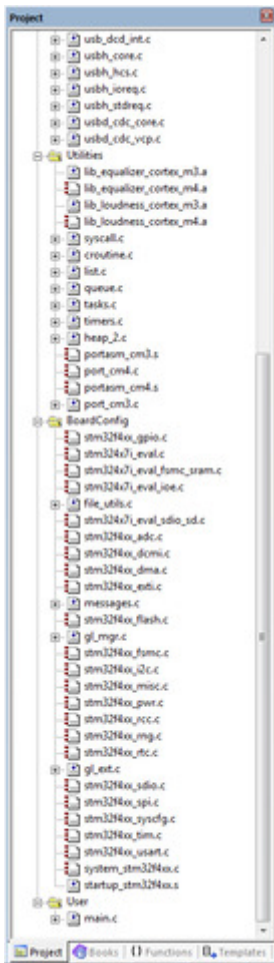 Project
usb_dcd_int.c
usbh_core.c
usbh_hcs.c
usbh_ioreq.c
usbh_stdreq.c
usbd_cdc_core.c
usbd_cdc_vcp.c
Utilities
lib_equalizer_cortex_m3.a
lib_equalizer_cortex_m4.a
lib_loudness_cortex_m3.a
lib_loudness_cortex_m4.a
syscall.c
croutine.c
list.c
queue.c
tasks.c
timers.c
heap_2.c
portasm_cm3.s
port_cm4.c
portasm_cm4.s
port_cm3.c
BoardConfig
stm32f4xx_gpio.c
stm324x7i_eval.c
stm324x7i_eval_fsmc_sram.c
stm324x7i_eval_ioe.c
file_utils.c
stm324x7i_eval_sdio_sd.c
stm32f4xx_adc.c
stm32f4xx_dcmi.c
stm32f4xx_dma.c
stm32f4xx_exti.c
messages.c
stm32f4xx_flash.c
gl_mgr.c
stm32f4xx_fsmc.c
stm32f4xx_i2c.c
stm32f4xx_misc.c
stm32f4xx_pwr.c
stm32f4xx_rcc.c
stm32f4xx_rng.c
stm32f4xx_rtc.c
gl_ext.c
stm32f4xx_sdio.c
stm32f4xx_spi.c
stm32f4xx_syscfg.c
stm32f4xx_tim.c
stm32f4xx_usart.c
system_stm32f4xx.c
startup_stm32f4xx.s
User
main.c
Project Books {} Functions Templates